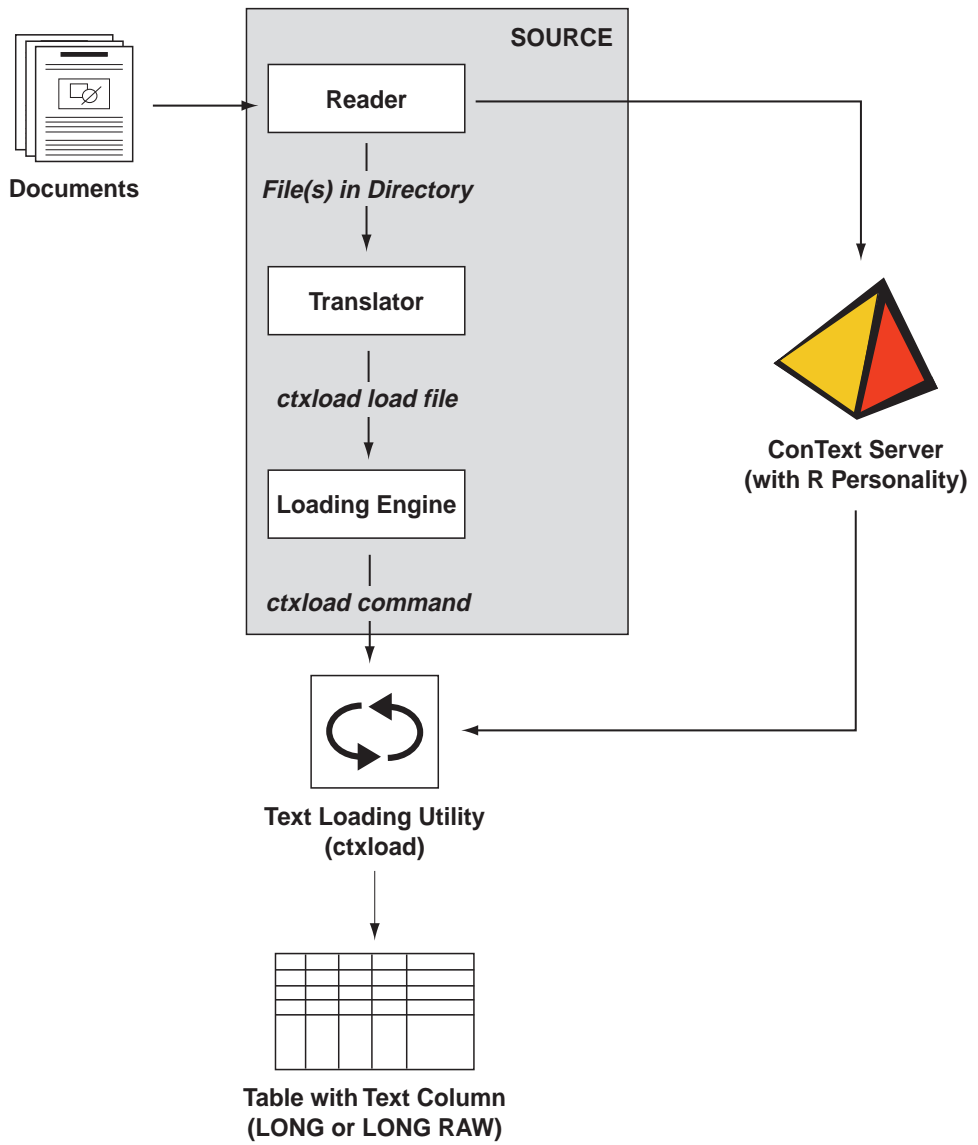 SOURCE
Reader
Documents
File(s) in Directory
Translator
ctxload load file
ConText Server
(with R Personality)
Loading Engine
ctxload command
Text Loading Utility
(ctxload)
Table with Text Column
(LONG or LONG RAW)